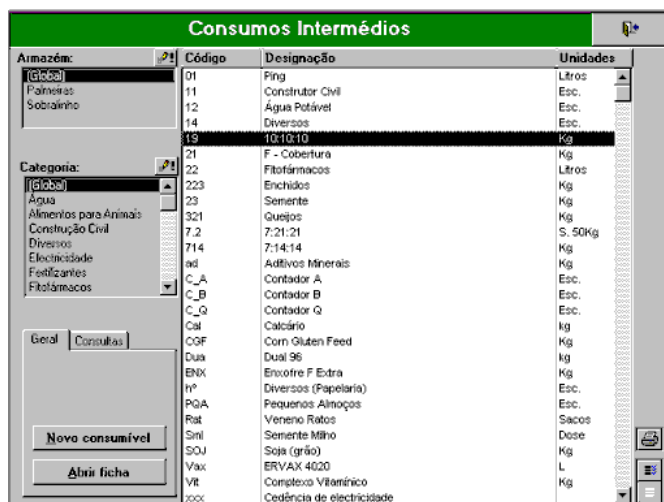 Consumos Intermédios
Armazém:
(Global)
Palmeiras
Sobralinho
Categoria:
(Global)
Água
Alimentos para Animais
Construção Civil
Diversos
Electricidade
Fertilizantes
Fitofármacos
Geral Consultas
Novo consumível
Abrir ficha
Código Designação Unidades
01 Ping Litros
11 Construtor Civil Esc.
12 Água Potável Esc.
14 Diversos Esc.
19 10:10:10 Kg
21 F - Cobertura Kg
22 Fitofármacos Litros
223 Enchidos Kg
23 Semente Kg
321 Queijos Kg
7.2 7:21:21 S. 50Kg
714 7:14:14 Kg
ad Aditivos Minerais Kg
C_A Contador A Esc.
C_B Contador B Esc.
C_Q Contador Q Esc.
Cal Calcário kg
CGF Corn Gluten Feed Kg
Dua Dual 96 kg
ENX Enxofre F Extra Kg
hº Diversos (Papelaria) Esc.
PQA Pequenos Almoços Esc.
Rat Veneno Ratos Sacos
Sml Semente Milho Dose
SOJ Soja (grão) Kg
Vax ERVAX 4020 L
Vit Complexo Vitamínico Kg
xxx Cedência de electricidade